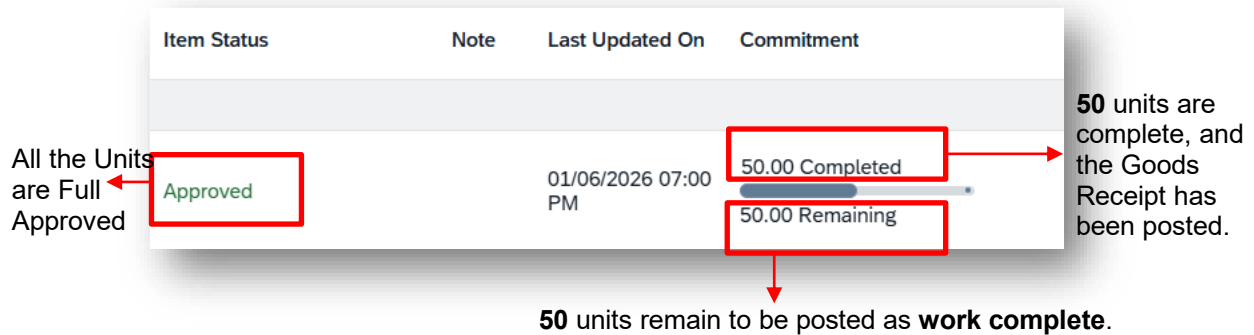 Item Status Note Last Updated On Commitment
All the Units
are Full
Approved
Approved
01/06/2026 07:00
PM
50.00 Completed
50.00 Remaining
50 units are
complete, and
the Goods
Receipt has
been posted.
50 units remain to be posted as work complete.